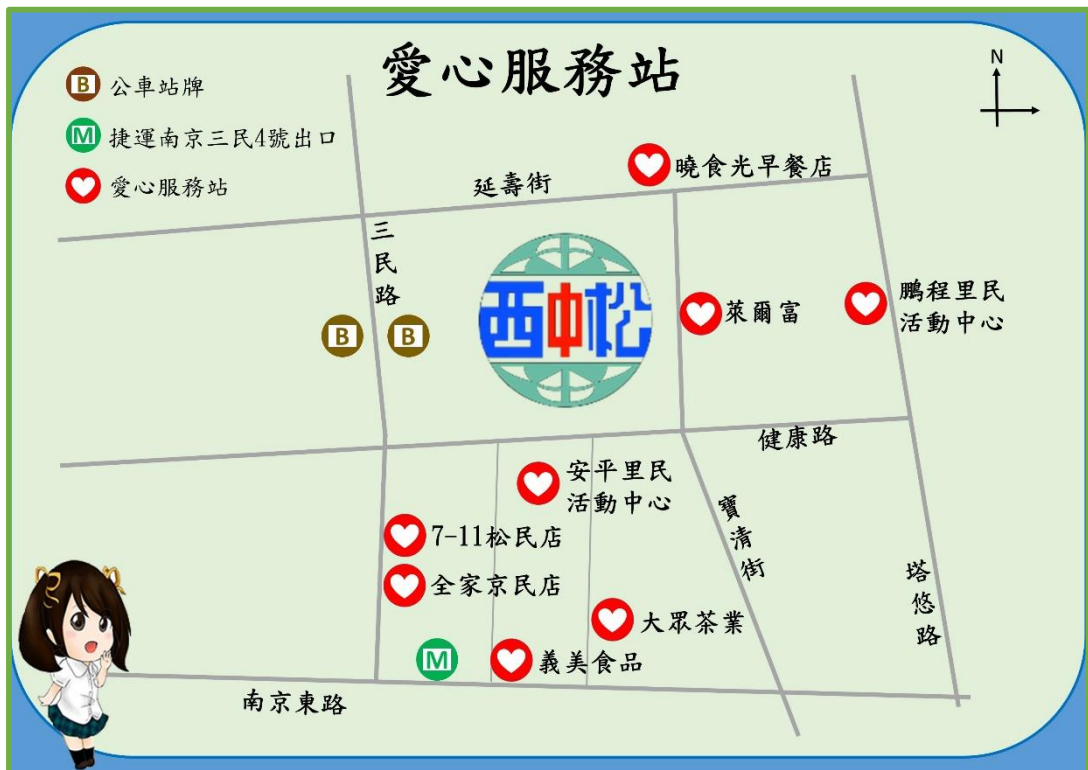 愛心服務站
N
B 公車站牌
M 捷運南京三民4號出口
愛心服務站
曉食光早餐店
延壽街
三民路
西中松
萊爾富
鵬程里民
活動中心
B
B
健康路
安平里民
活動中心
寶清街
7-11松民店
全家京民店
塔悠路
大眾茶業
M
義美食品
南京東路